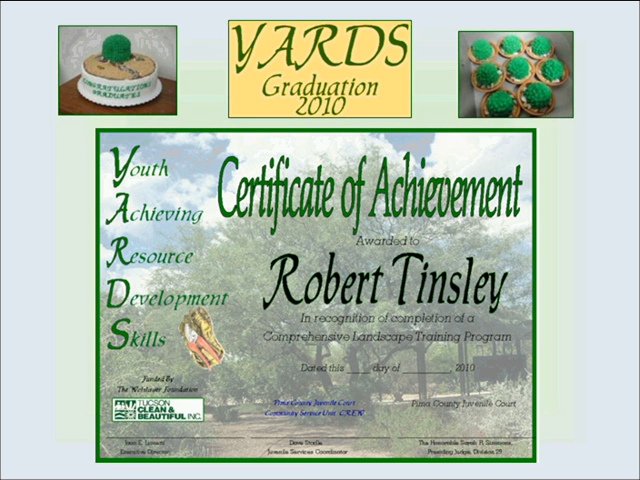 YARDS
Graduation
2010
CONGRATULATIONS
GRADUATES
Youth
Achieving
Resource
Development
Skills
Certificate of Achievement
Awarded to
Robert Tinsley
In recognition of completion of a
Comprehensive Landscape Training Program
Dated this ____ day of ________, 2010
Funded By
The Foundation
TUCSON
CLEAN &
BEAUTIFUL INC.
Pima County Juvenile Court
Community Service Unit C.R.E.W.
Pima County Juvenile Court
Joan E.
Executive Director
Dave
Juvenile Services Coordinator
The Honorable Sarah R. Simmons,
Presiding Judge, Division 29